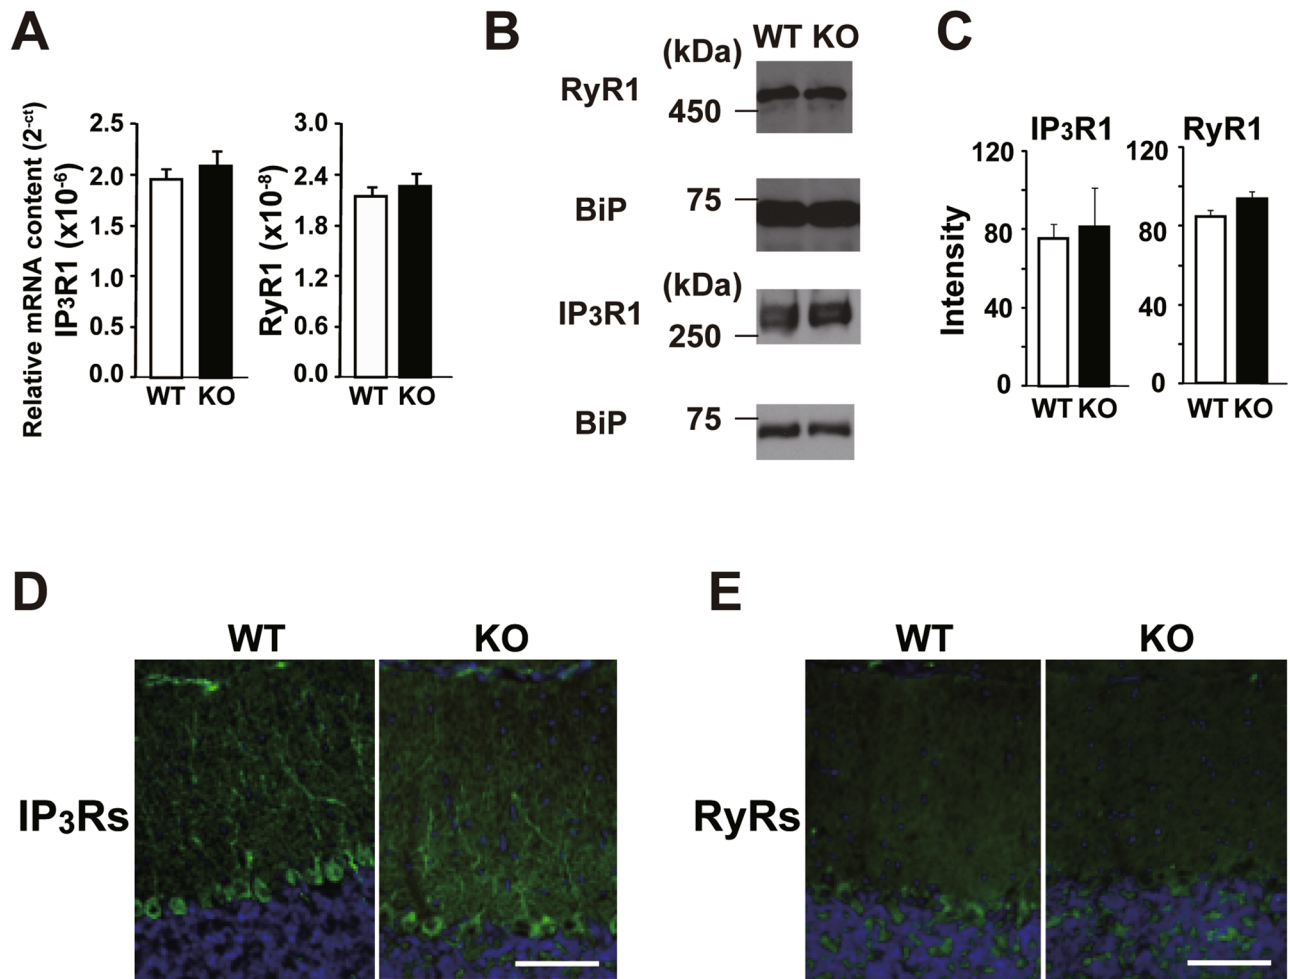 A
Relative mRNA content (2-ct)
IP3R1 (x10-6)
2.5
2.0
1.5
1.0
0.5
0.0
WT KO
RyR1 (x10-8)
3.0
2.4
1.8
1.2
0.6
0.0
WT KO
B
WT KO
(kDa)
RyR1
450
BiP
75
(kDa)
IP3R1
250
BiP
75
C
Intensity
IP3R1
120
80
40
0
WT KO
RyR1
120
80
40
0
WT KO
D
WT KO
IP3Rs
E
WT KO
RyRs